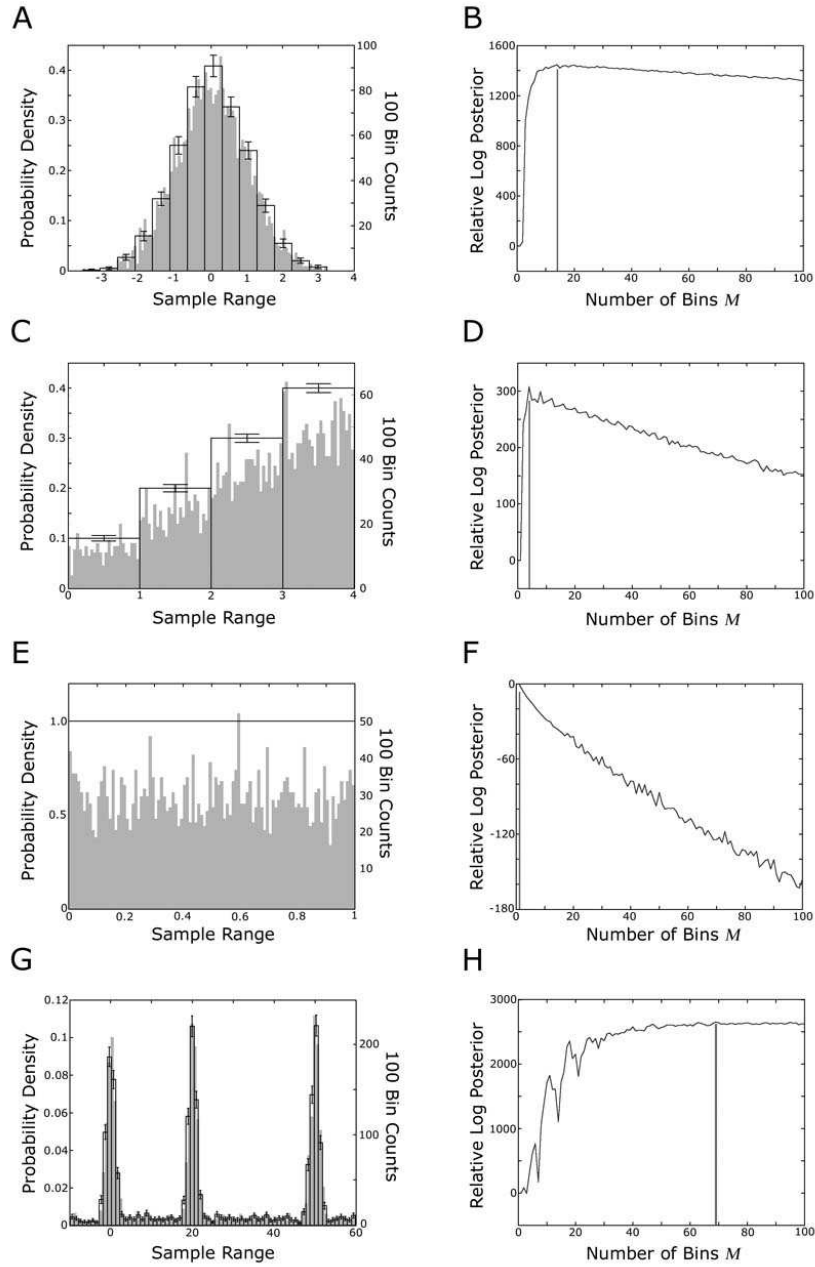 A
Probability Density
0.4
0.3
0.2
0.1
0
-3 -2 -1 0 1 2 3 4
Sample Range
100
80
60
40
20
100 Bin Counts
B
Relative Log Posterior
1600
1400
1200
800
400
0
0 20 40 60 80 100
Number of Bins M
C
Probability Density
0.4
0.3
0.2
0.1
0
0 1 2 3 4
Sample Range
60
40
20
0
100 Bin Counts
D
Relative Log Posterior
300
200
100
0
0 20 40 60 80 100
Number of Bins M
E
Probability Density
1.0
0.5
0
0 0.2 0.4 0.6 0.8 1
Sample Range
50
40
30
20
10
100 Bin Counts
F
Relative Log Posterior
0
-60
-120
-180
0 20 40 60 80 100
Number of Bins M
G
Probability Density
0.12
0.1
0.08
0.06
0.04
0.02
0
0 20 40 60
Sample Range
200
100
0
100 Bin Counts
H
Relative Log Posterior
3000
2500
2000
1000
0
0 20 40 60 80 100
Number of Bins M